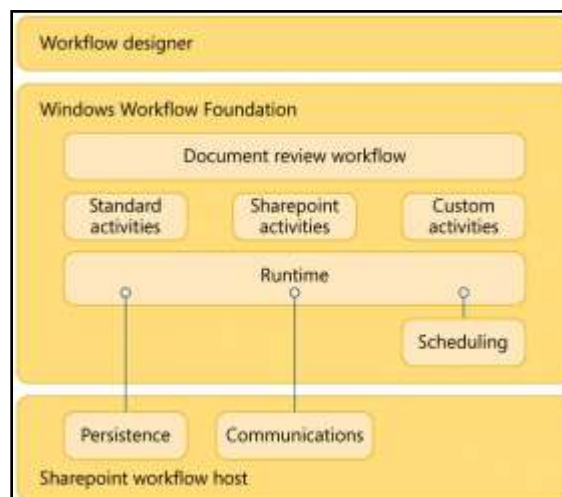 Workflow designer
Windows Workflow Foundation
Document review workflow
Standard
activities
Sharepoint
activities
Custom
activities
Runtime
Scheduling
Persistence
Communications
Sharepoint workflow host